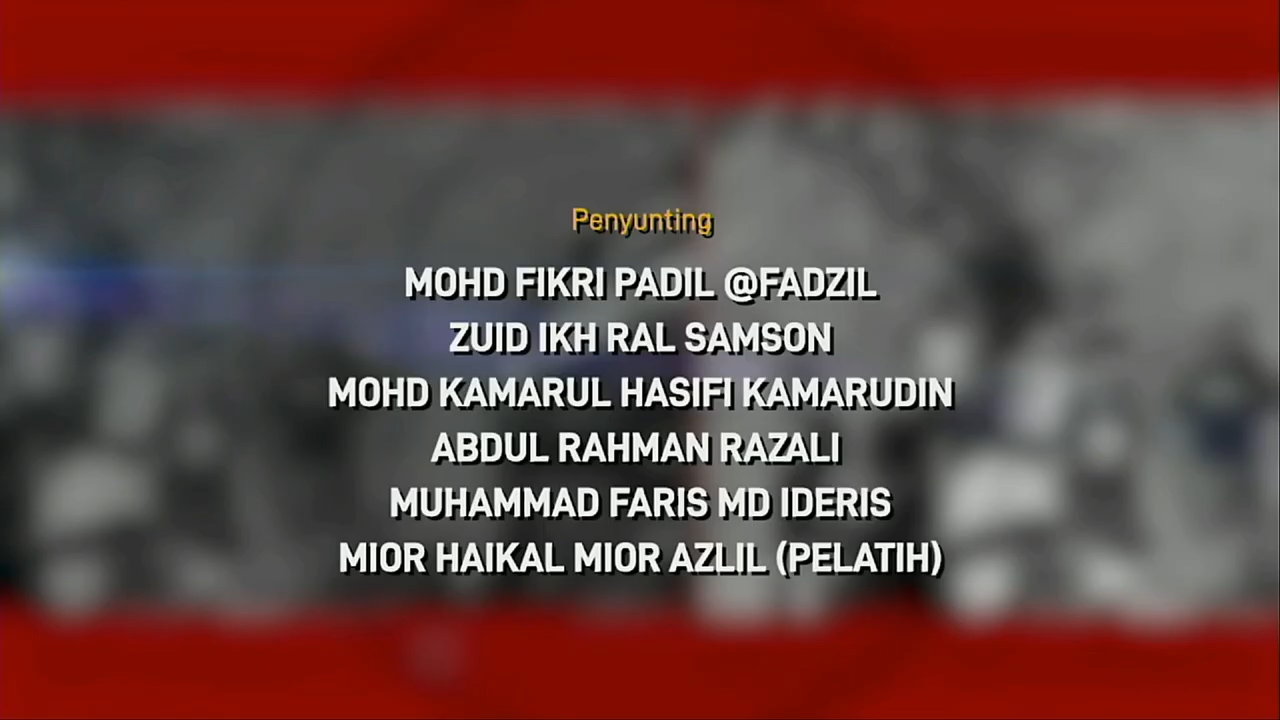 Penyunting
MOHD FIKRI PADIL @FADZIL
ZUID IKH RAL SAMSON
MOHD KAMARUL HASIFI KAMARUDIN
ABDUL RAHMAN RAZALI
MUHAMMAD FARIS MD IDERIS
MIOR HAIKAL MIOR AZLIL (PELATIH)